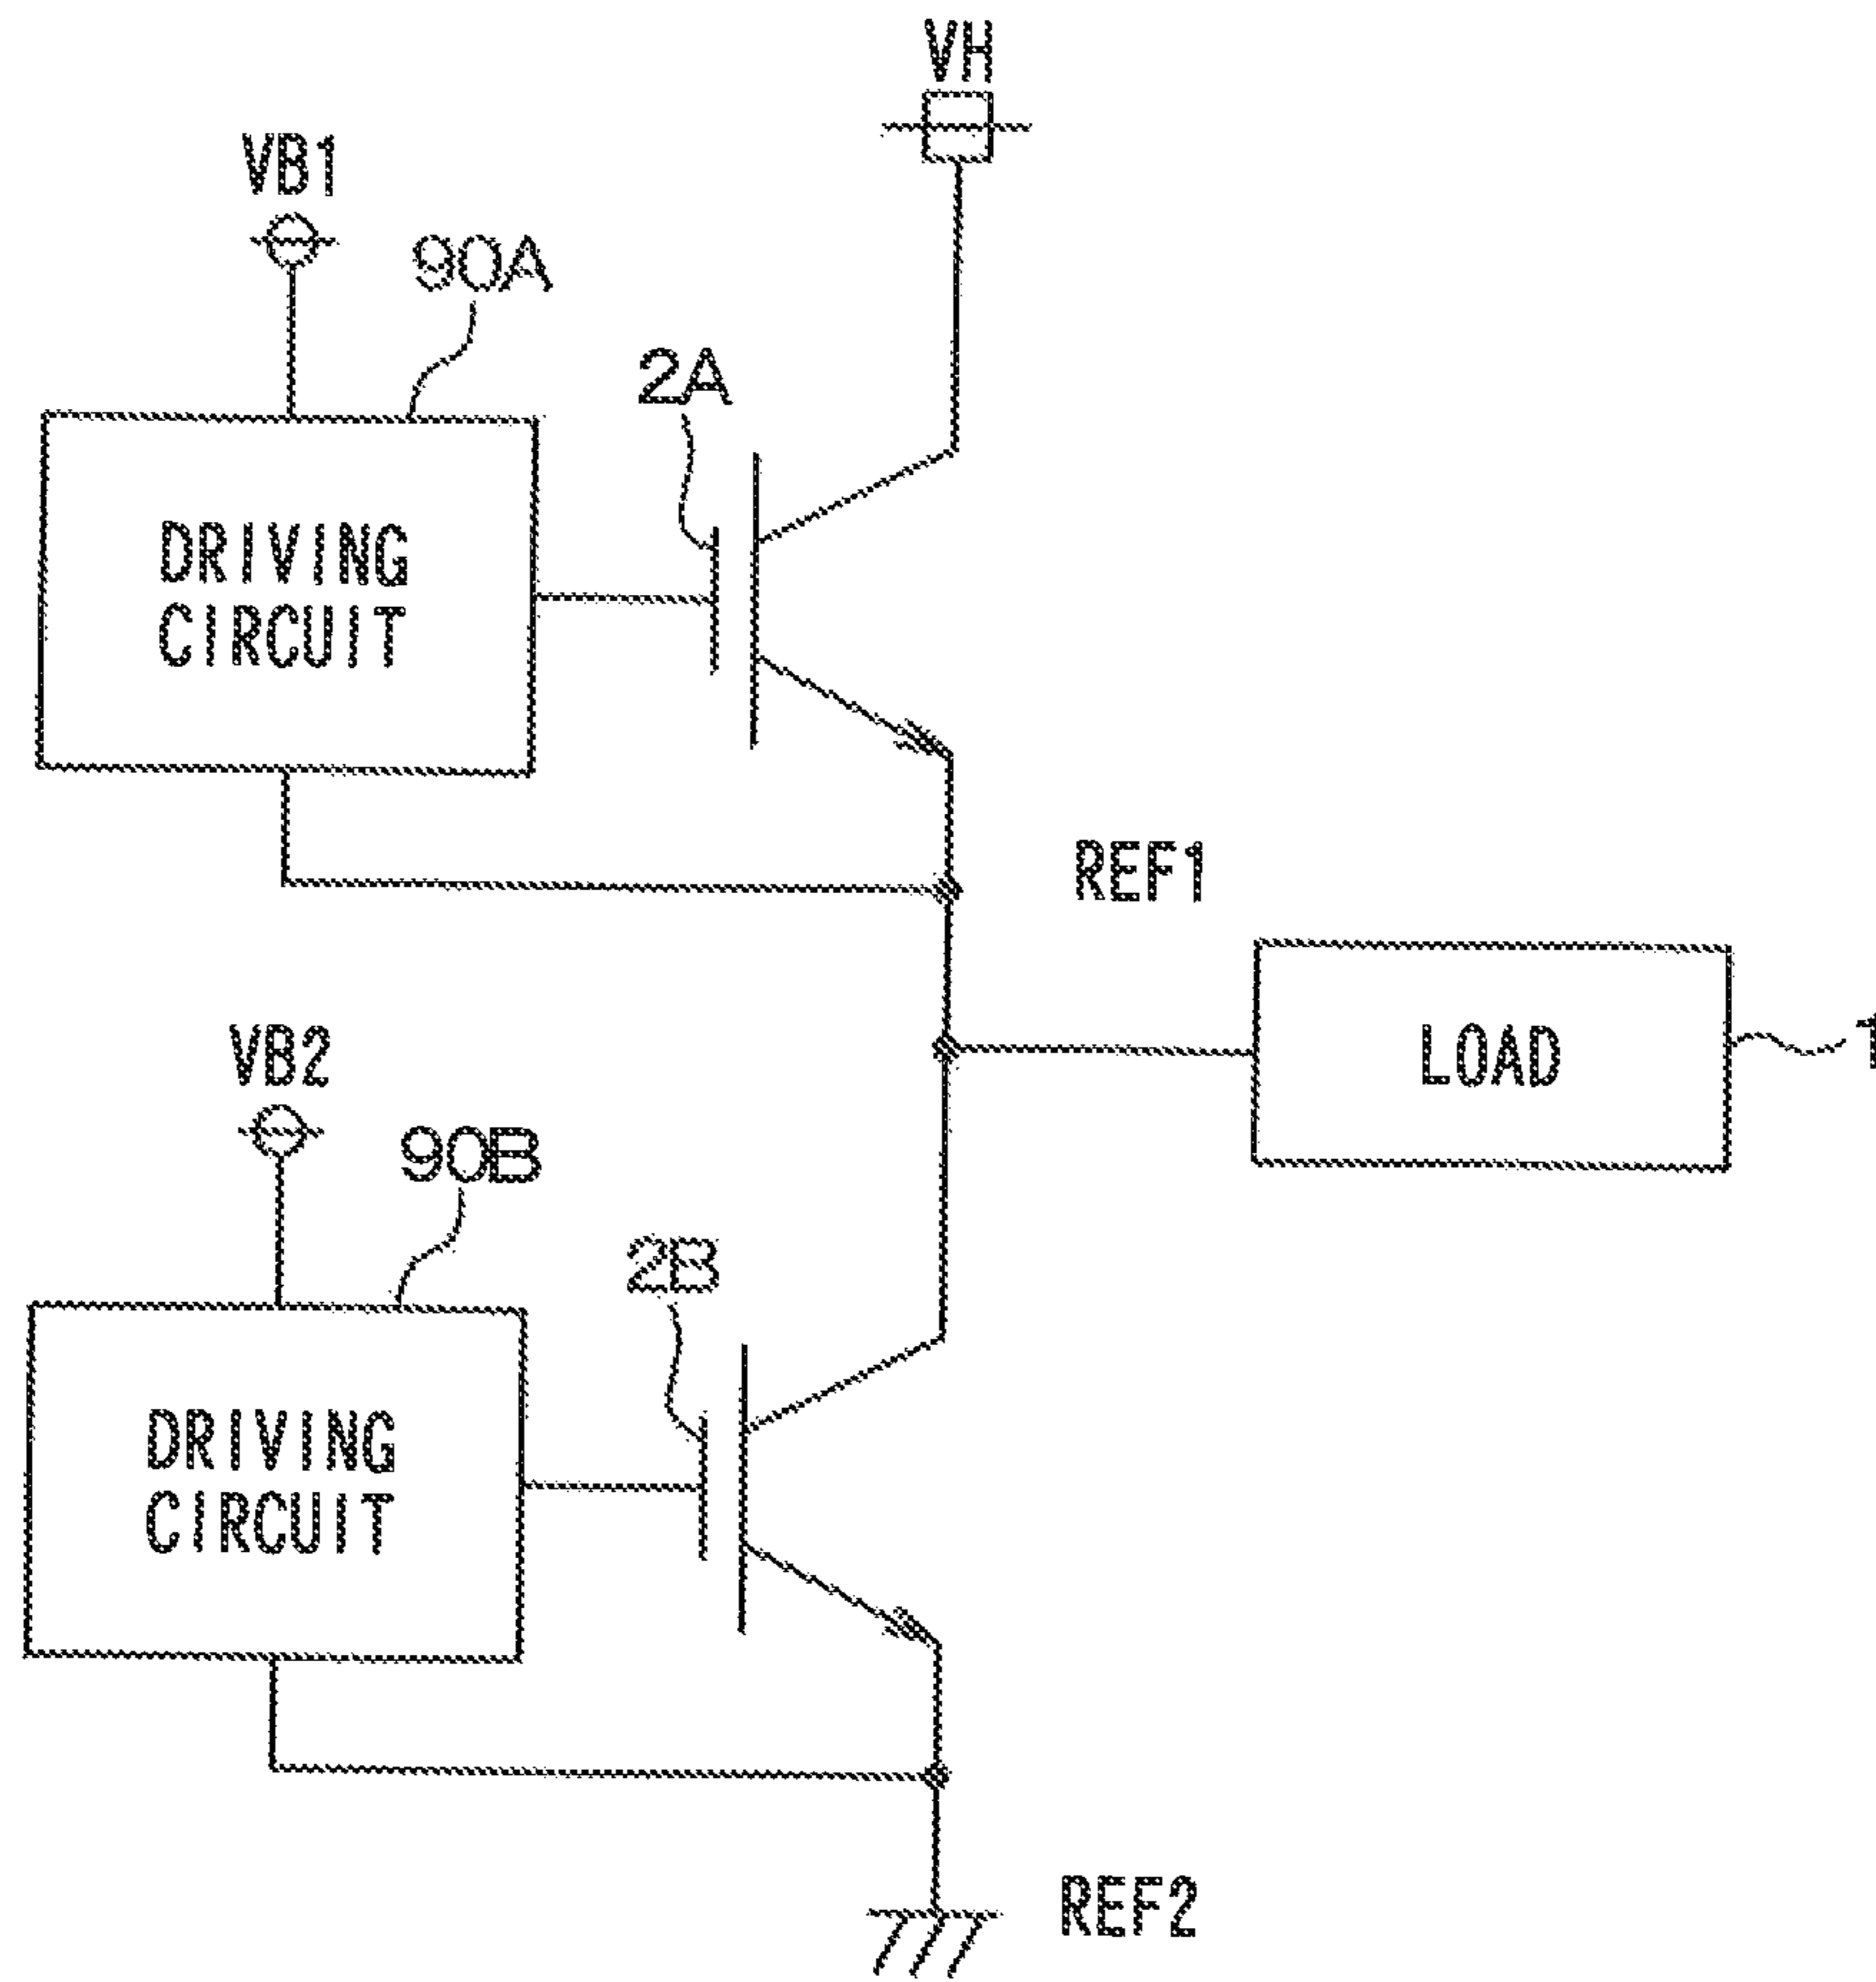 VH
VB1
90A
2A
DRIVING
CIRCUIT
REF1
LOAD
1
VB2
90B
2B
DRIVING
CIRCUIT
REF2